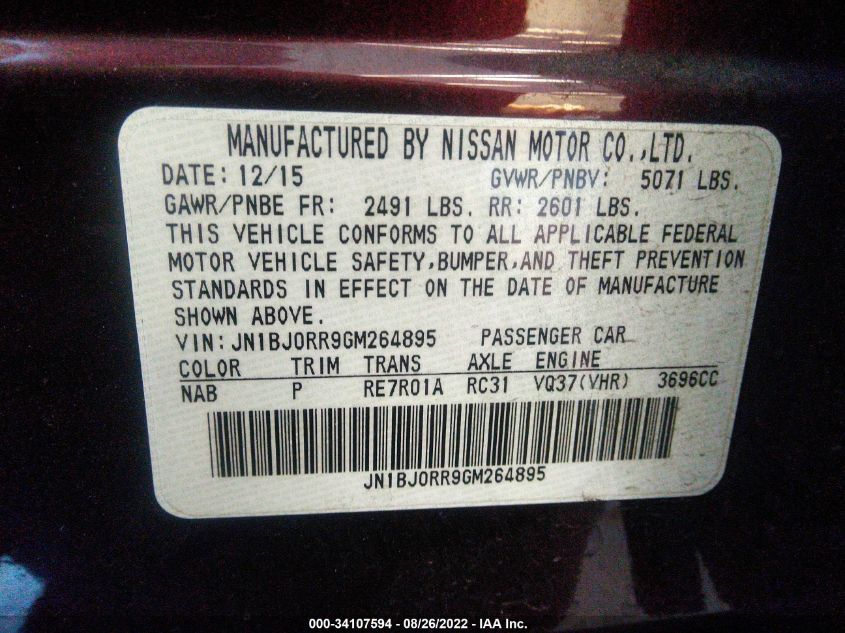 MANUFACTURED BY NISSAN MOTOR CO.,LTD.
DATE: 12/15 GVWR/PNBV: 5071 LBS.
GAWR/PNBE FR: 2491 LBS. RR: 2601 LBS.
THIS VEHICLE CONFORMS TO ALL APPLICABLE FEDERAL
MOTOR VEHICLE SAFETY,BUMPER,AND THEFT PREVENTION
STANDARDS IN EFFECT ON THE DATE OF MANUFACTURE
SHOWN ABOVE.
VIN:JN1BJ0RR9GM264895 PASSENGER CAR
COLOR TRIM TRANS AXLE ENGINE
NAB P RE7R01A RC31 VQ37(VHR) 3696CC
JN1BJ0RR9GM264895
000-34107594 - 08/26/2022 - IAA Inc.